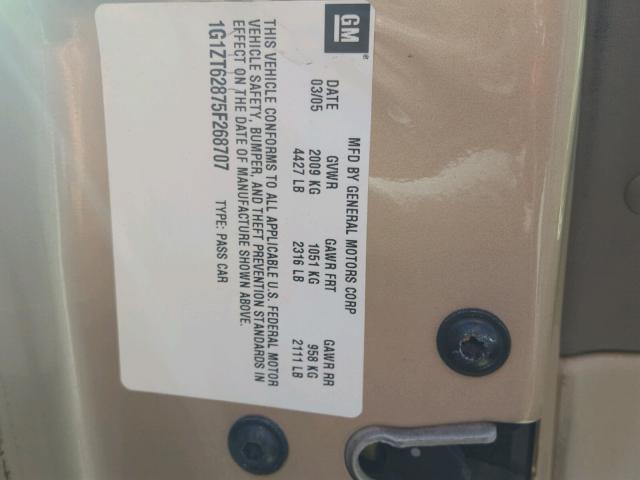 GM
MFD BY GENERAL MOTORS CORP
DATE GVWR GAWR FRT GAWR RR
03/05 2009 KG 1051 KG 958 KG
4427 LB 2316 LB 2111 LB
THIS VEHICLE CONFORMS TO ALL APPLICABLE U.S. FEDERAL MOTOR
VEHICLE SAFETY, BUMPER, AND THEFT PREVENTION STANDARDS IN
EFFECT ON THE DATE OF MANUFACTURE SHOWN ABOVE.
1G1ZT62875F268707 TYPE: PASS CAR